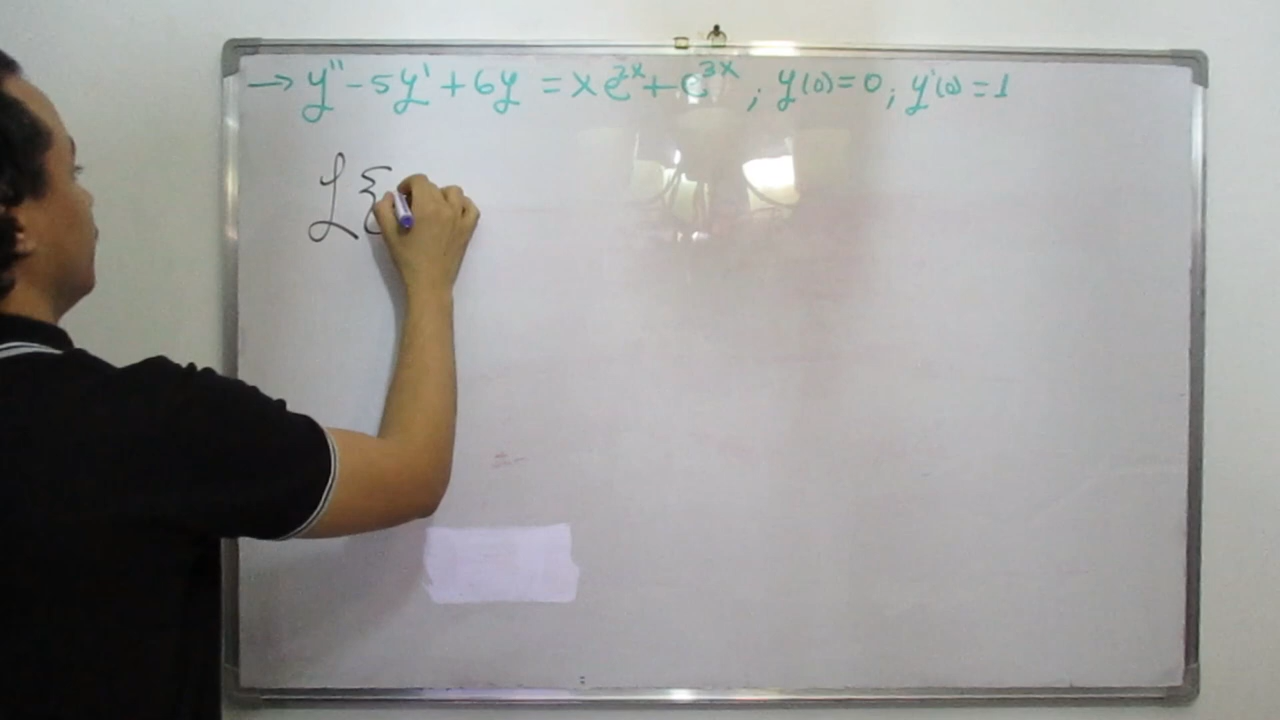 → y'' - 5y' + 6y = xe^{2x} + e^{3x} ; y(0) = 0 ; y'(0) = 1
ℒ{